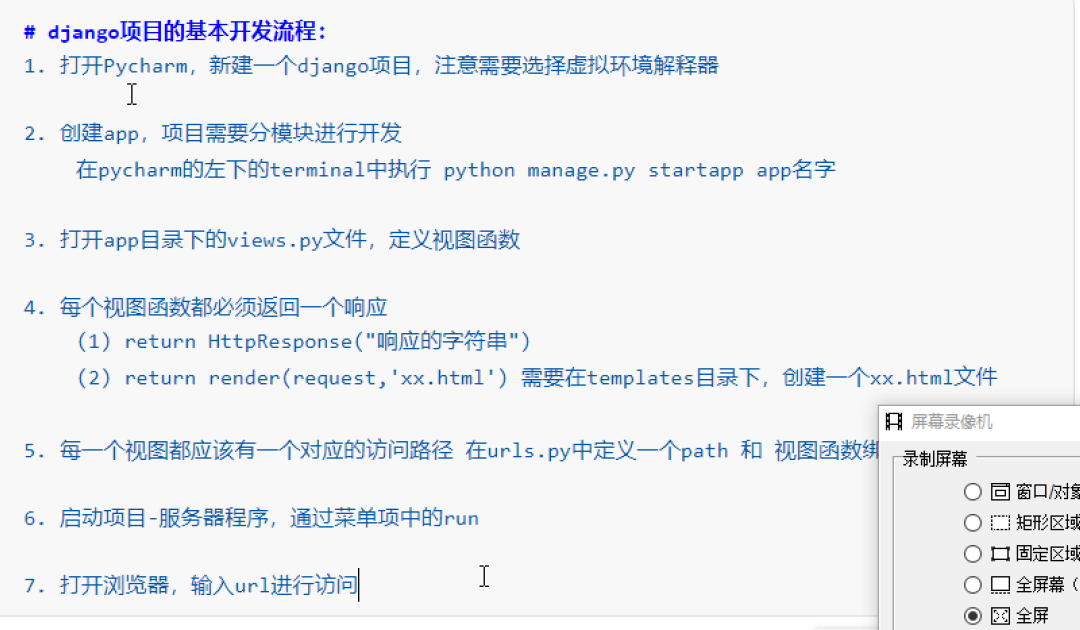 # django项目的基本开发流程：
1. 打开Pycharm，新建一个django项目，注意需要选择虚拟环境解释器
2. 创建app，项目需要分模块进行开发
在pycharm的左下的terminal中执行 python manage.py startapp app名字
3. 打开app目录下的views.py文件，定义视图函数
4. 每个视图函数都必须返回一个响应
(1) return HttpResponse("响应的字符串")
(2) return render(request,'xx.html') 需要在templates目录下，创建一个xx.html文件
5. 每一个视图都应该有一个对应的访问路径 在urls.py中定义一个path 和 视图函数绑
6. 启动项目-服务器程序，通过菜单项中的run
7. 打开浏览器，输入url进行访问
屏幕录像机
录制屏幕
窗口/对象
矩形区域
固定区域
全屏幕（
全屏